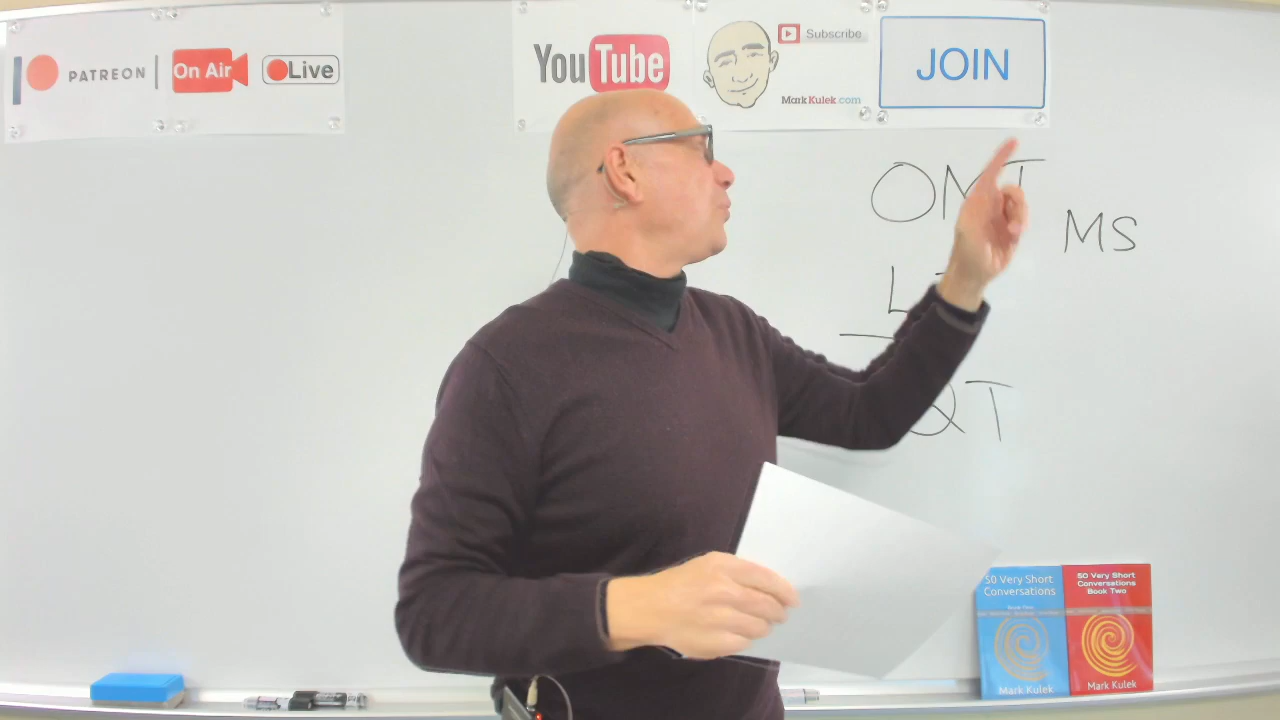 PATREON
On Air
Live
YouTube
Subscribe
MarkKulek.com
JOIN
MS
50 Very Short
Conversations
Mark Kulek
50 Very Short
Conversations
Book Two
Mark Kulek